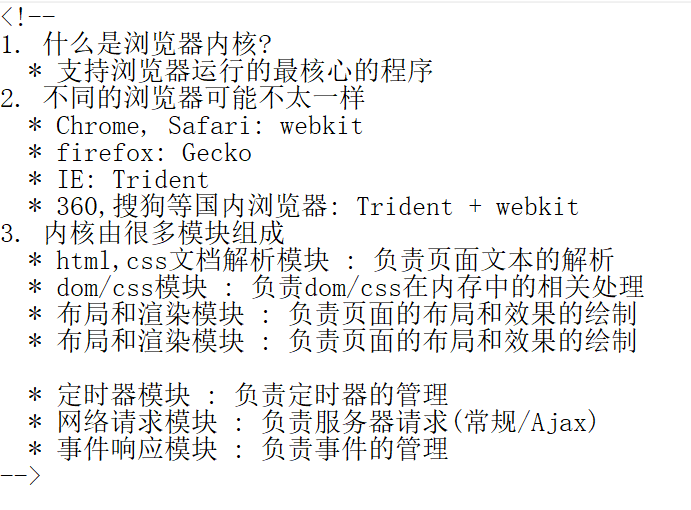 <!--
1. 什么是浏览器内核?
  * 支持浏览器运行的最核心的程序
2. 不同的浏览器可能不太一样
  * Chrome, Safari: webkit
  * firefox: Gecko
  * IE: Trident
  * 360,搜狗等国内浏览器: Trident + webkit
3. 内核由很多模块组成
  * html,css文档解析模块 : 负责页面文本的解析
  * dom/css模块 : 负责dom/css在内存中的相关处理
  * 布局和渲染模块 : 负责页面的布局和效果的绘制
  * 布局和渲染模块 : 负责页面的布局和效果的绘制

  * 定时器模块 : 负责定时器的管理
  * 网络请求模块 : 负责服务器请求(常规/Ajax)
  * 事件响应模块 : 负责事件的管理
-->